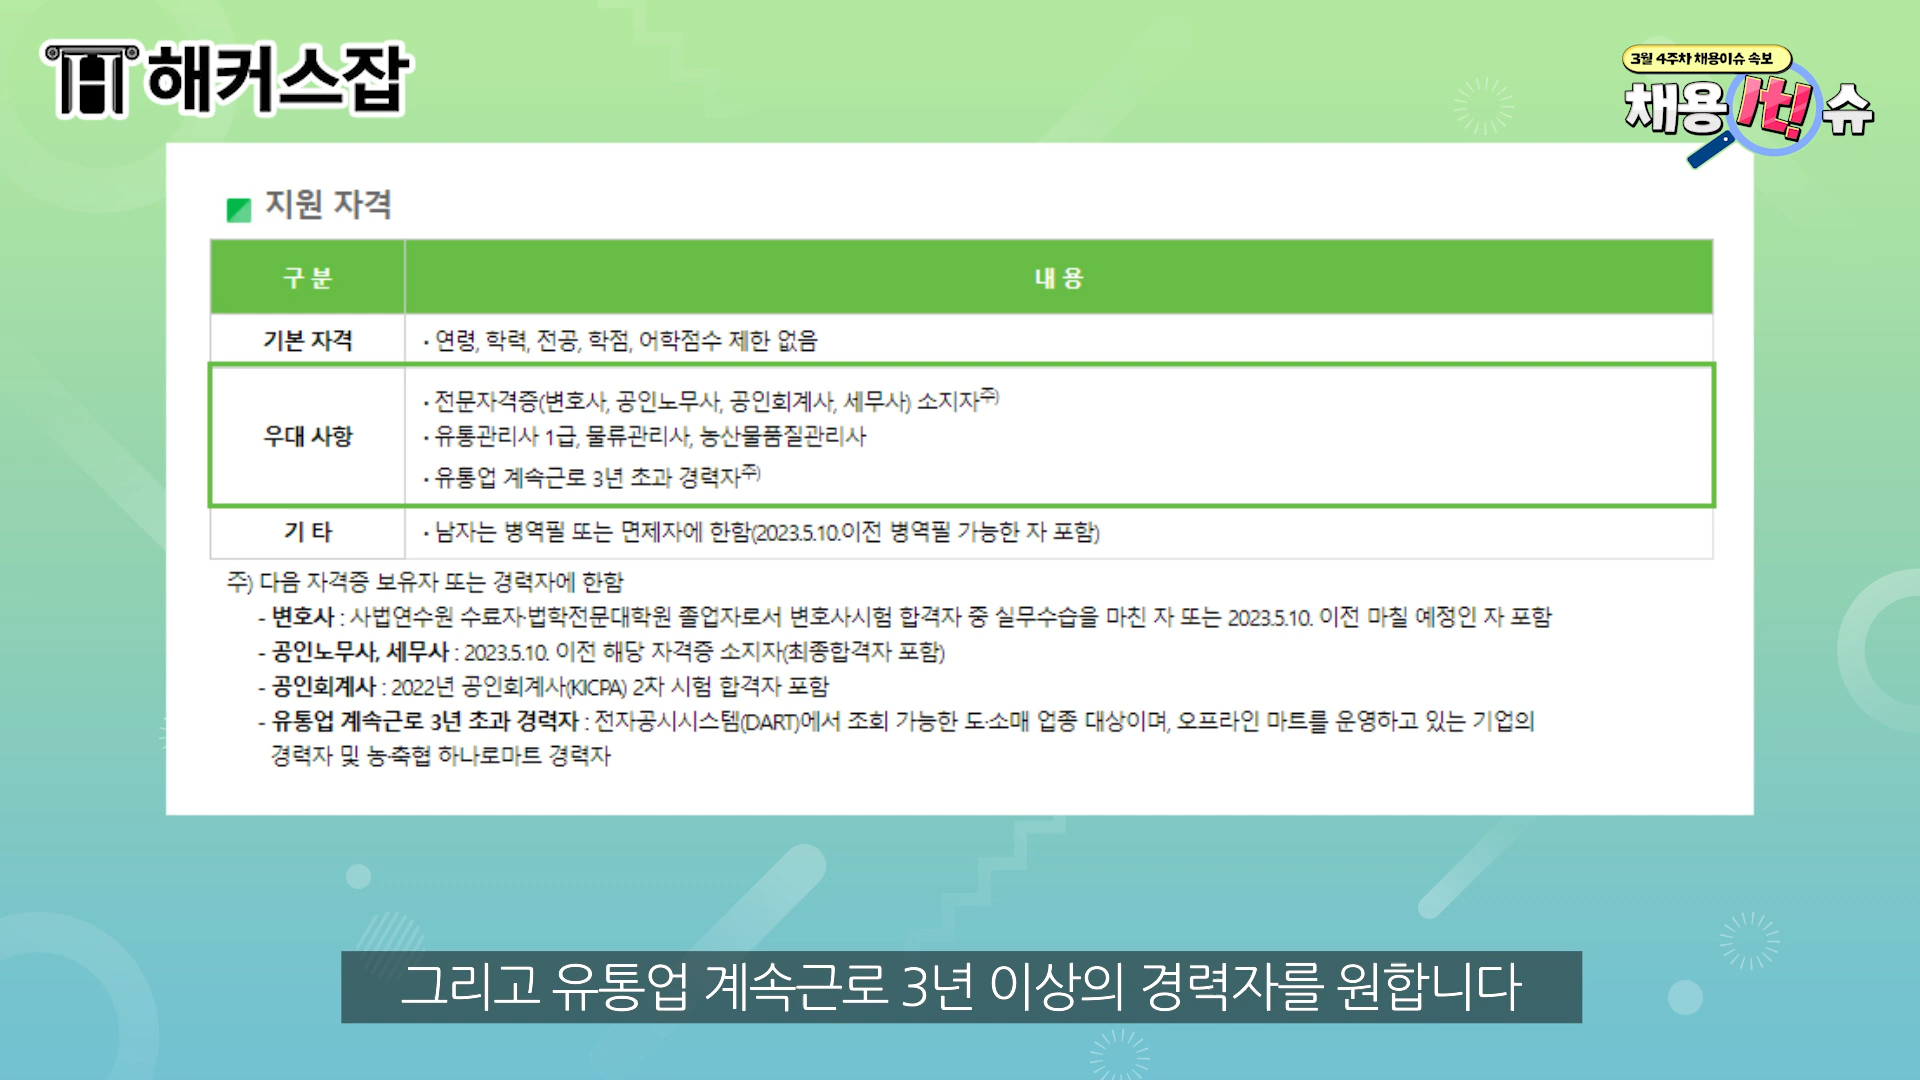 해커스잡
3월 4주차 채용이슈 속보
채용 잇! 슈
지원 자격
구 분
내 용
기본 자격
· 연령, 학력, 전공, 학점, 어학점수 제한 없음
우대 사항
· 전문자격증(변호사, 공인노무사, 공인회계사, 세무사) 소지자주)
· 유통관리사 1급, 물류관리사, 농산물품질관리사
· 유통업 계속근로 3년 초과 경력자주)
기 타
· 남자는 병역필 또는 면제자에 한함(2023.5.10.이전 병역필 가능한 자 포함)
주) 다음 자격증 보유자 또는 경력자에 한함
- 변호사 : 사법연수원 수료자·법학전문대학원 졸업자로서 변호사시험 합격자 중 실무수습을 마친 자 또는 2023.5.10. 이전 마칠 예정인 자 포함
- 공인노무사, 세무사 : 2023.5.10. 이전 해당 자격증 소지자(최종합격자 포함)
- 공인회계사 : 2022년 공인회계사(KICPA) 2차 시험 합격자 포함
- 유통업 계속근로 3년 초과 경력자 : 전자공시시스템(DART)에서 조회 가능한 도·소매 업종 대상이며, 오프라인 마트를 운영하고 있는 기업의
경력자 및 농·축협 하나로마트 경력자
그리고 유통업 계속근로 3년 이상의 경력자를 원합니다